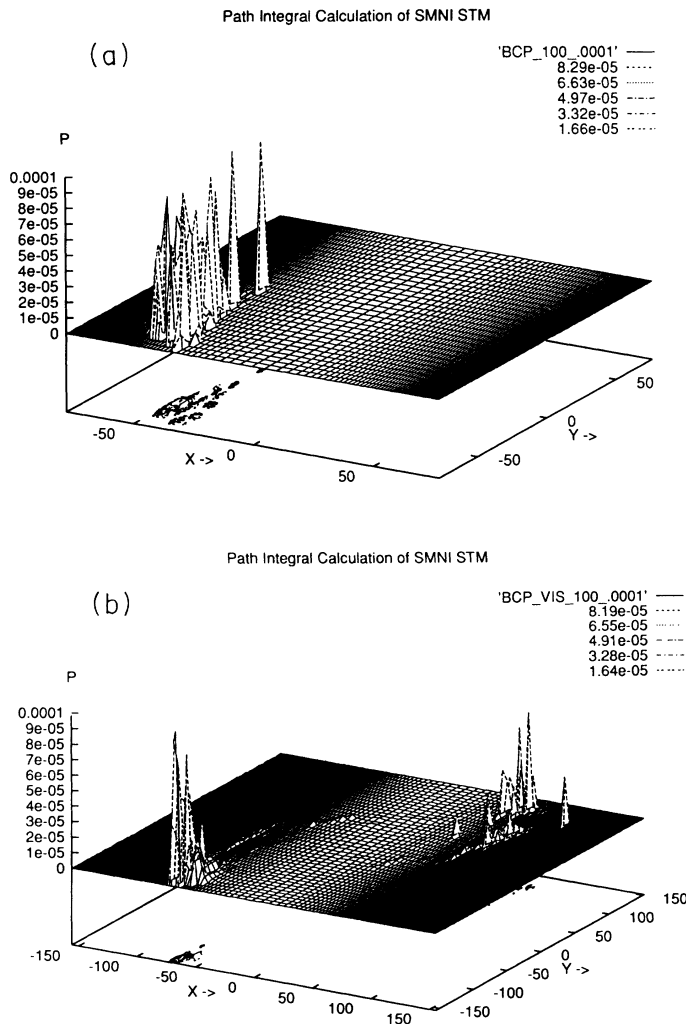 Path Integral Calculation of SMNI STM
(a)
'BCP_100_.0001'
8.29e-05
6.63e-05
4.97e-05
3.32e-05
1.66e-05
P
0.0001
9e-05
8e-05
7e-05
6e-05
5e-05
4e-05
3e-05
2e-05
1e-05
0
-50
X -> 0
50
-50
0
Y ->
50
Path Integral Calculation of SMNI STM
(b)
'BCP_VIS_100_.0001'
8.19e-05
6.55e-05
4.91e-05
3.28e-05
1.64e-05
P
0.0001
9e-05
8e-05
7e-05
6e-05
5e-05
4e-05
3e-05
2e-05
1e-05
0
-150
-100
-50
X -> 0
50
100
150
-150
-100
-50
0
Y ->
50
100
150